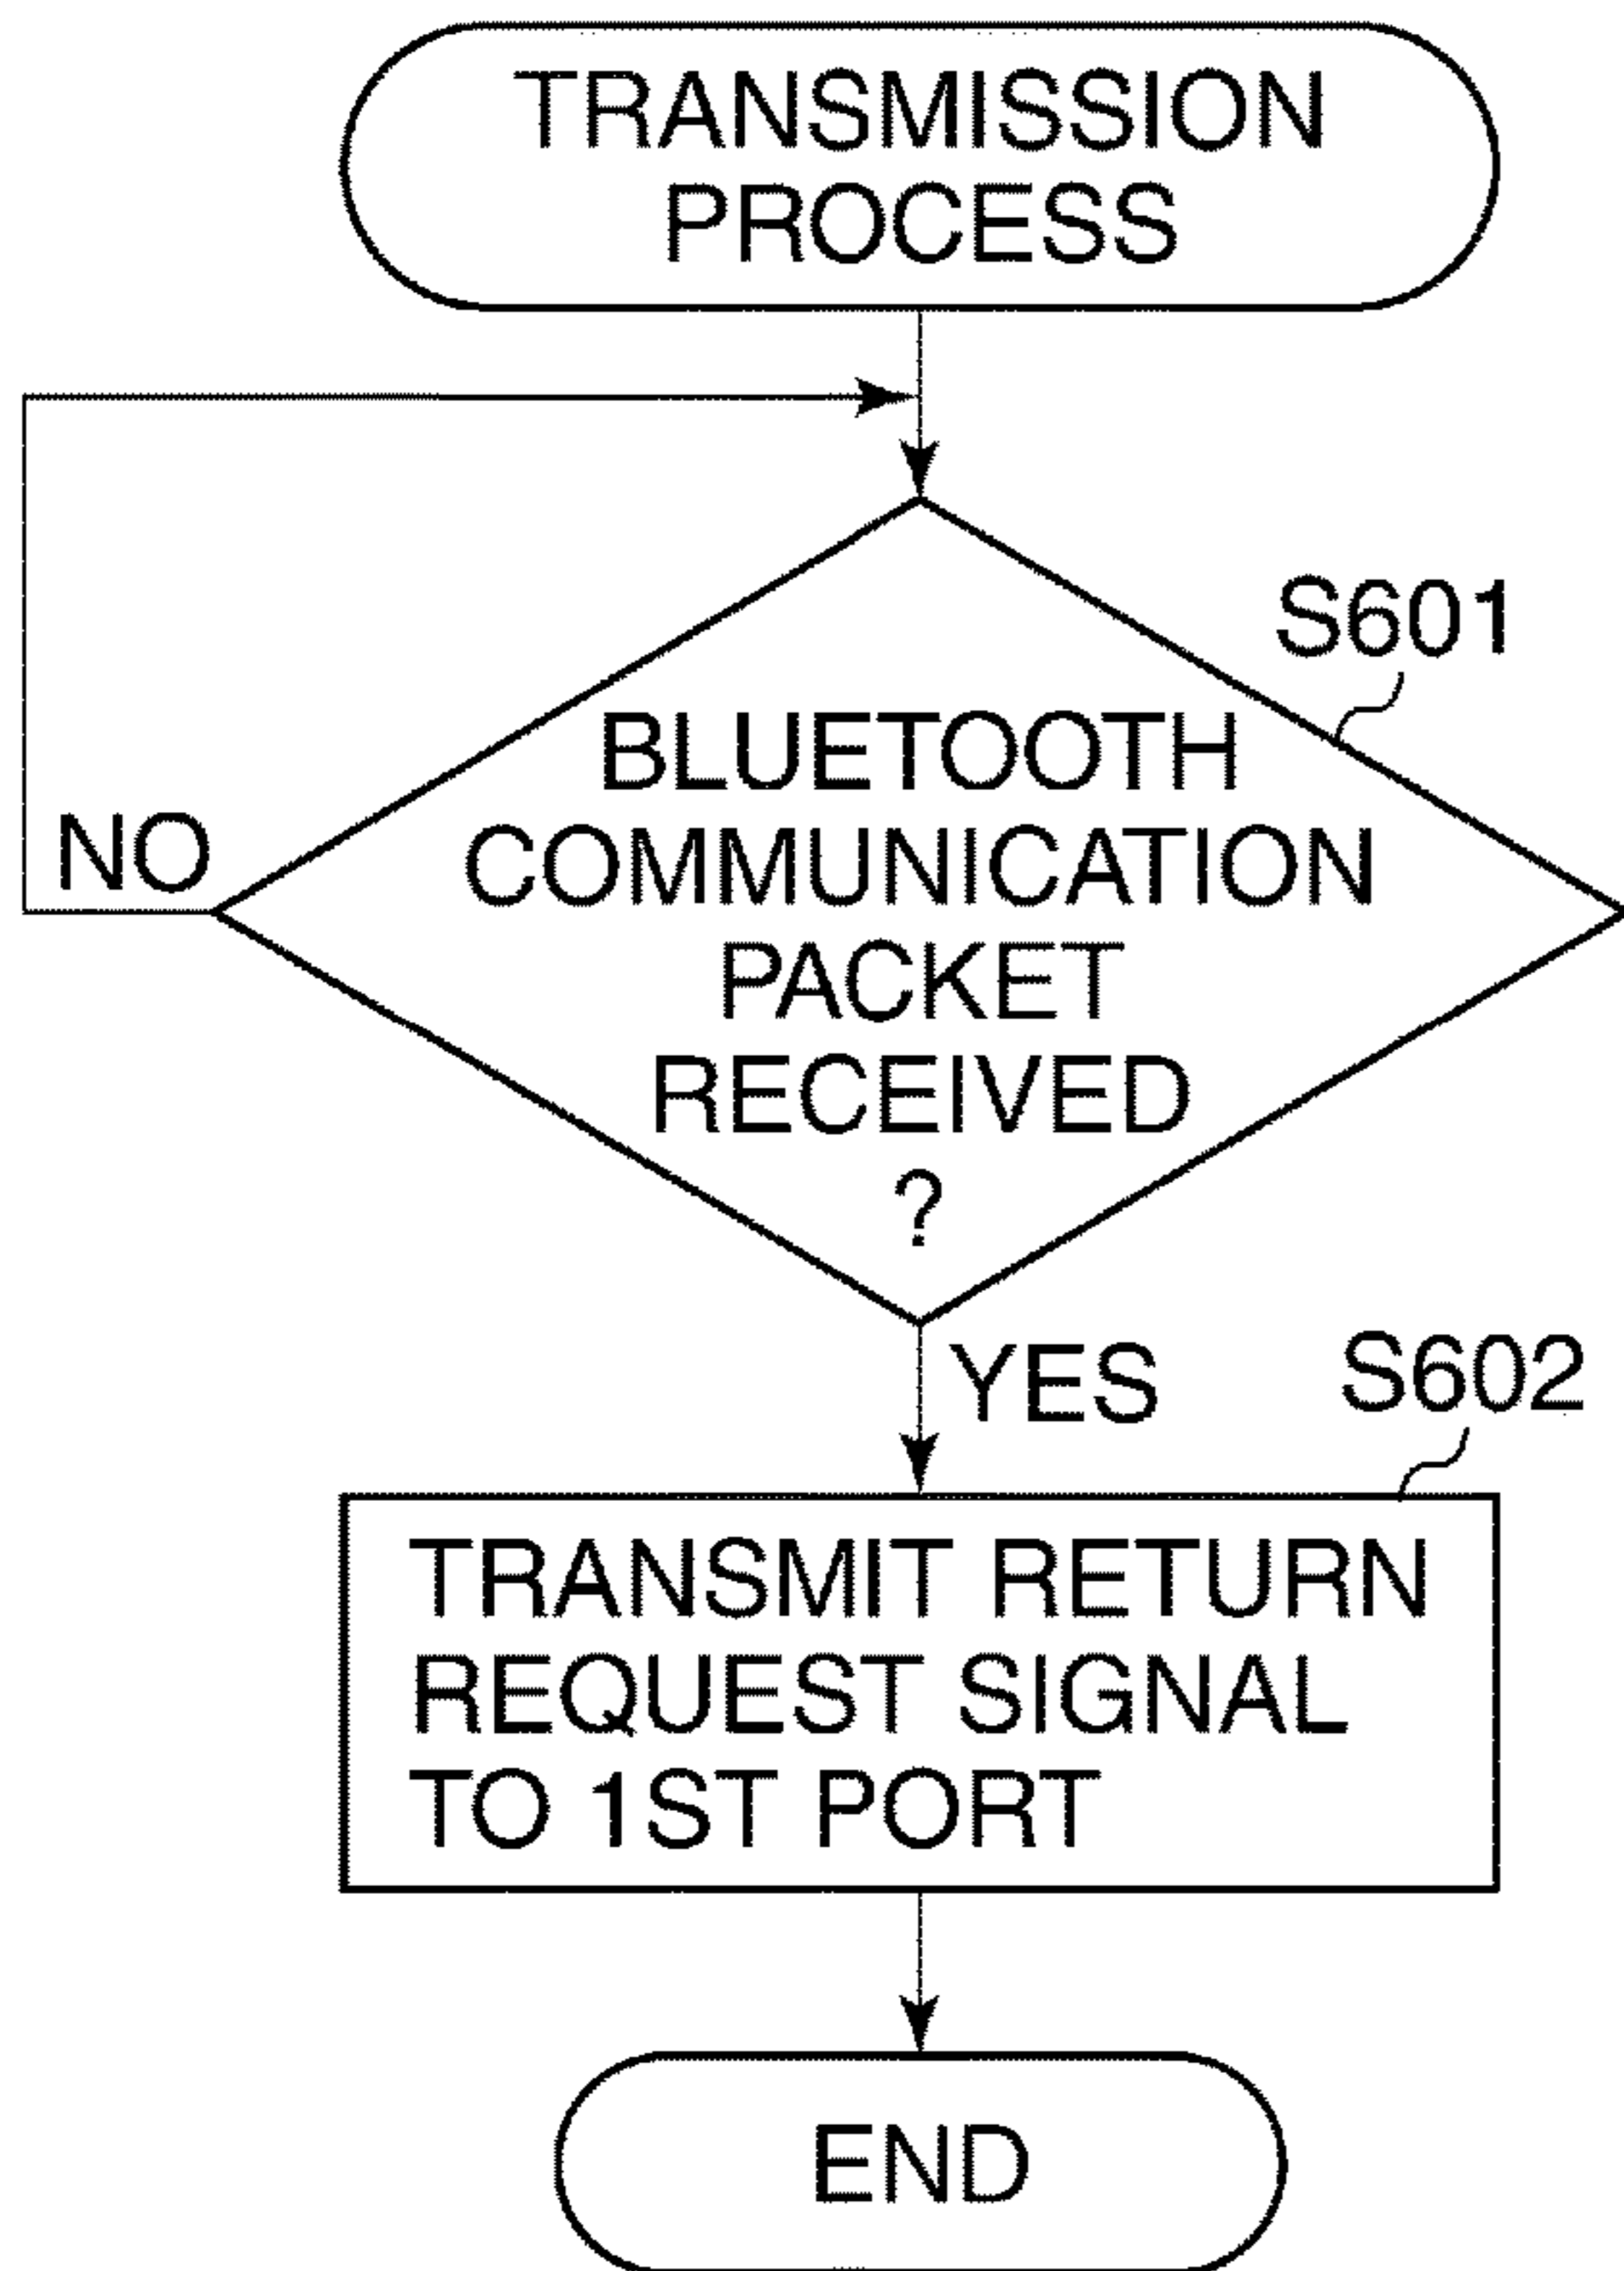 TRANSMISSION
PROCESS
S601
BLUETOOTH
COMMUNICATION
PACKET
RECEIVED
?
NO
YES
S602
TRANSMIT RETURN
REQUEST SIGNAL
TO 1ST PORT
END